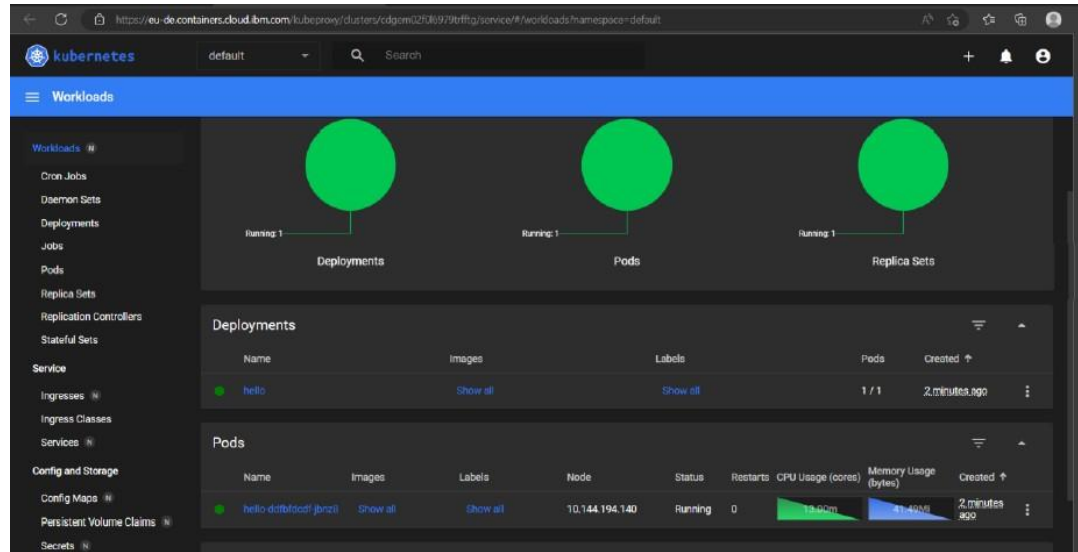 https://eu-de.containers.cloud.ibm.com/kubeproxy/clusters/
service/#/workloads?namespace=default
kubernetes
default
Search
Workloads
Workloads N
Cron Jobs
Daemon Sets
Deployments
Jobs
Pods
Replica Sets
Replication Controllers
Stateful Sets
Service
Ingresses N
Ingress Classes
Services N
Config and Storage
Config Maps N
Persistent Volume Claims N
Secrets N
Running: 1
Deployments
Running: 1
Pods
Running: 1
Replica Sets
Deployments
Name Images Labels Pods Created
hello Show all Show all 1 / 1 2 minutes ago
Pods
Name Images Labels Node Status Restarts CPU Usage (cores) Memory Usage (bytes) Created
Show all Show all 10.144.194.140 Running 0 13.00m 41.49Mi 2 minutes ago